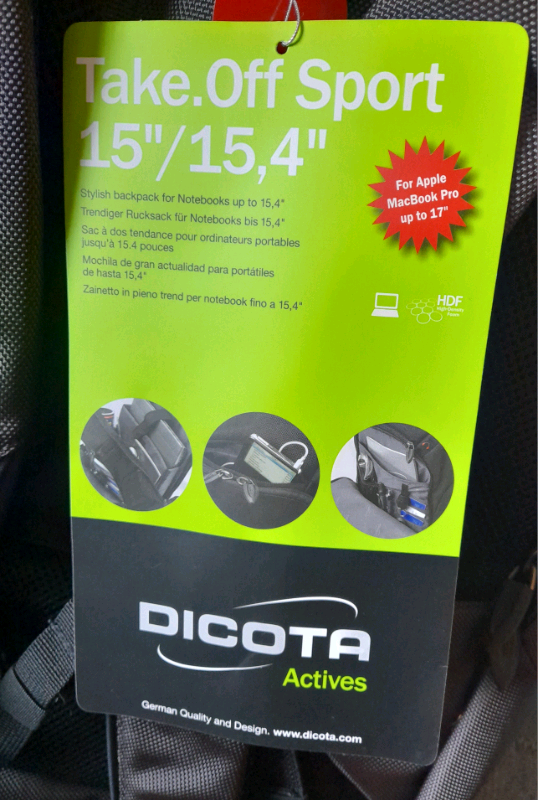 Take.Off Sport
15"/15,4"
For Apple
MacBook Pro
up to 17"
Stylish backpack for Notebooks up to 15,4"
Trendiger Rucksack für Notebooks bis 15,4"
Sac à dos tendance pour ordinateurs portables
jusqu'à 15.4 pouces
Mochila de gran actualidad para portátiles
de hasta 15,4"
Zainetto in pieno trend per notebook fino a 15,4"
HDF
High-Density
Foam
DICOTA
Actives
German Quality and Design. www.dicota.com